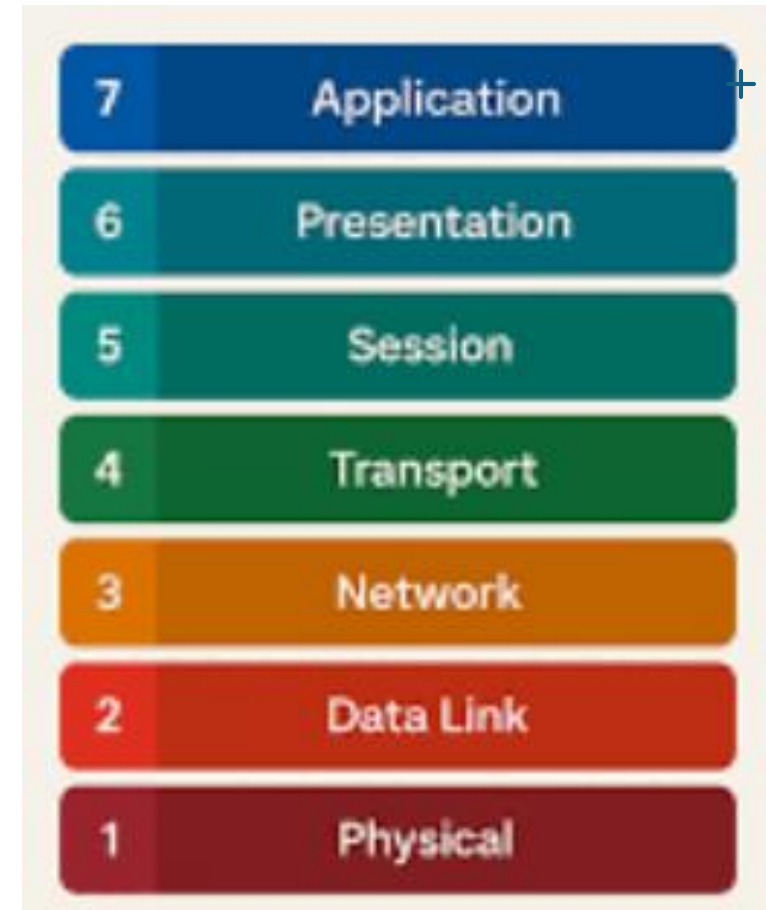 7 Application
6 Presentation
5 Session
4 Transport
3 Network
2 Data Link
1 Physical